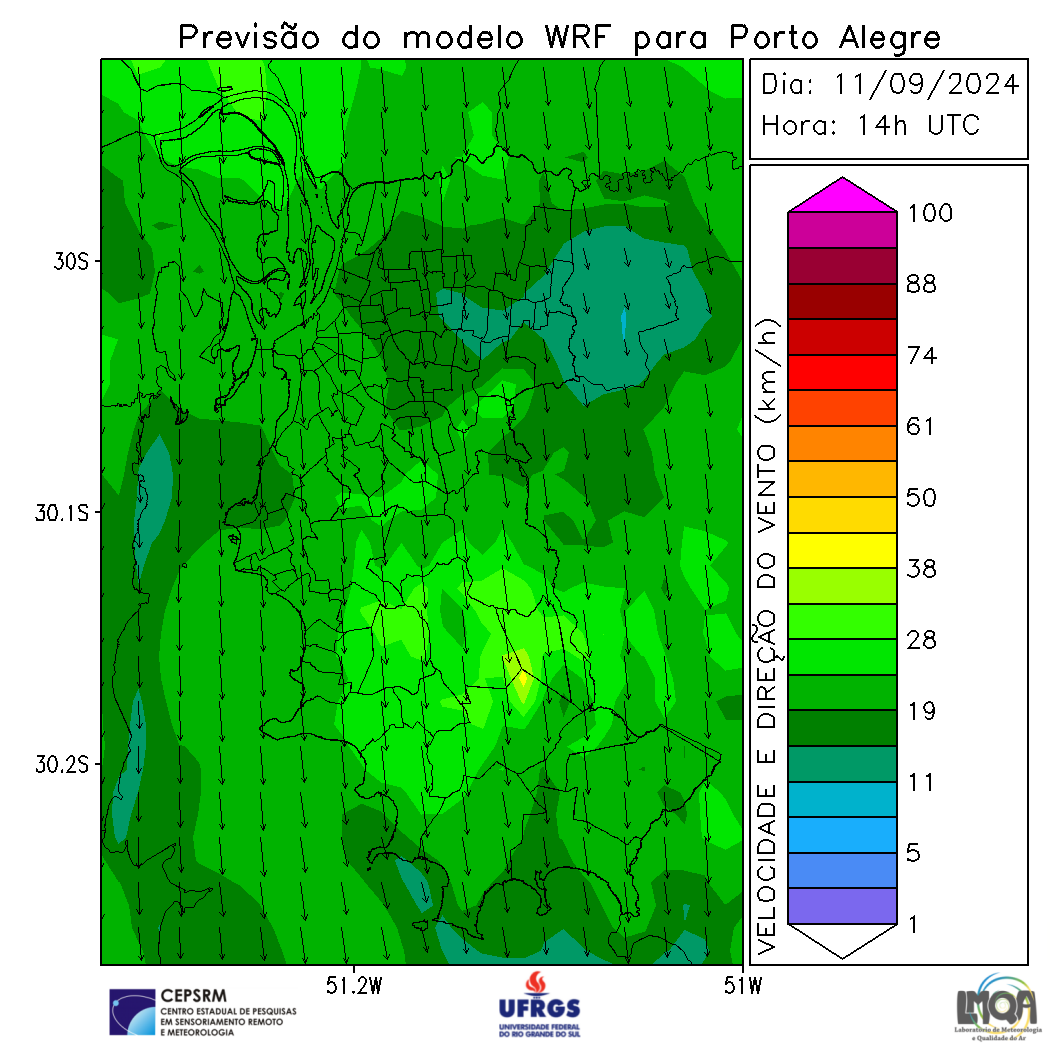 Previsão do modelo WRF para Porto Alegre
Dia: 11/09/2024
Hora: 14h UTC
30S
30.1S
30.2S
51.2W
51W
VELOCIDADE E DIREÇÃO DO VENTO (km/h)
100
88
74
61
50
38
28
19
11
5
1
CEPSRM
CENTRO ESTADUAL DE PESQUISAS
EM SENSORIAMENTO REMOTO
E METEOROLOGIA
UFRGS
UNIVERSIDADE FEDERAL
DO RIO GRANDE DO SUL
LMQA
Laboratório de Meteorologia
e Qualidade do Ar